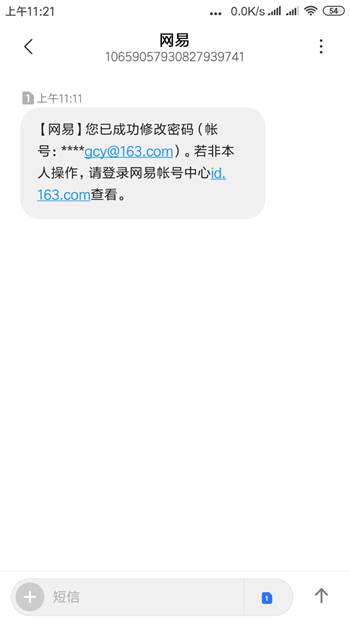 上午11:21
... 0.0K/s 54
网易
10659057930827939741
1 上午11:11
【网易】您已成功修改密码（帐
号：****gcy@163.com）。若非本
人操作，请登录网易帐号中心id.
163.com查看。
短信
1